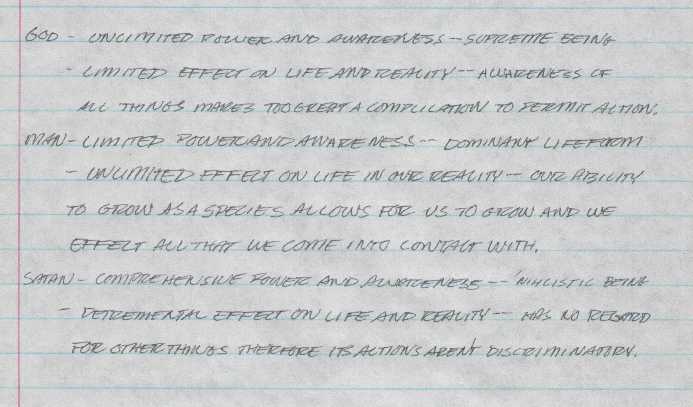 GOD - UNLIMITED POWER AND AWARENESS -- SUPREME BEING
- LIMITED EFFECT ON LIFE AND REALITY -- AWARENESS OF
ALL THINGS MAKES TOO GREAT A COMPLICATION TO PERMIT ACTION.
MAN - LIMITED POWER AND AWARENESS -- DOMINANT LIFEFORM
- UNLIMITED EFFECT ON LIFE IN OUR REALITY -- OUR ABILITY
TO GROW AS A SPECIES ALLOWS FOR US TO GROW AND WE
EFFECT ALL THAT WE COME INTO CONTACT WITH.
SATAN - COMPREHENSIVE POWER AND AWARENESS -- NIHLISTIC BEING
- DETREMENTAL EFFECT ON LIFE AND REALITY -- HAS NO REGARD
FOR OTHER THINGS THEREFORE ITS ACTIONS AREN'T DISCRIMINATORY.